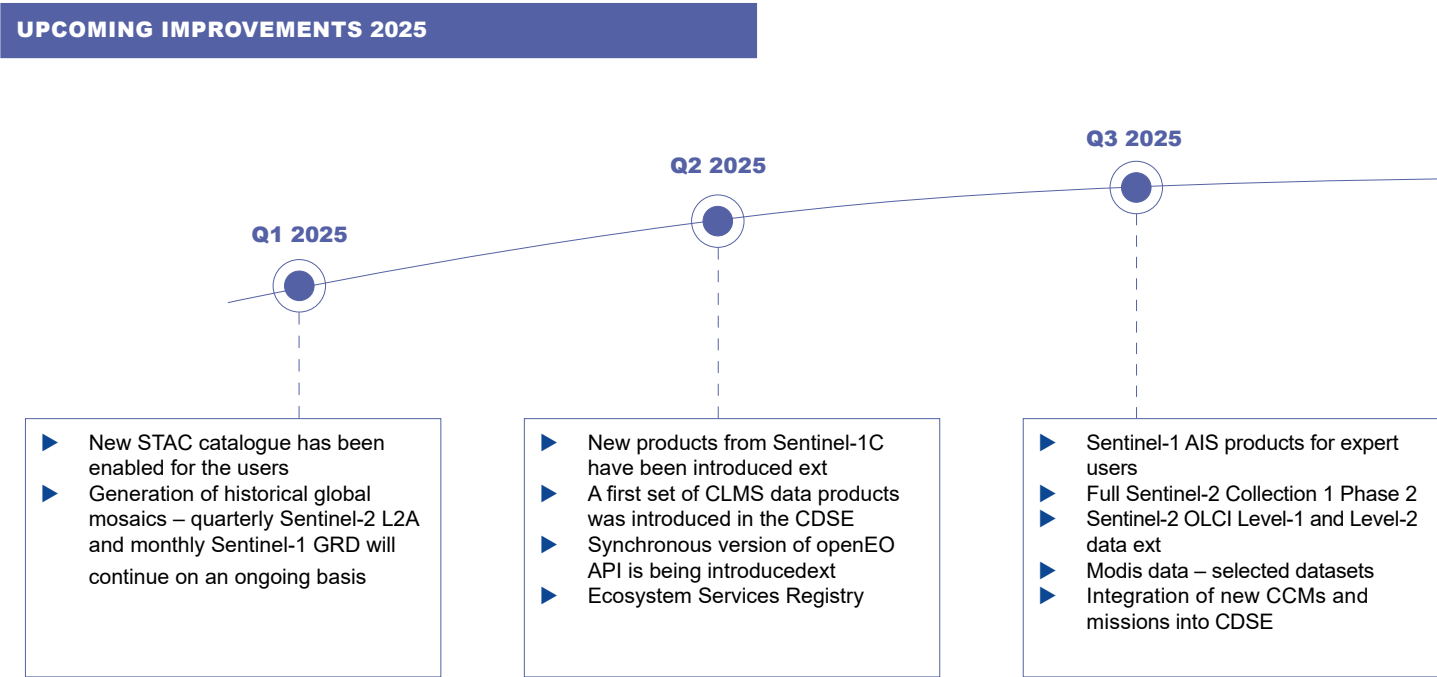 UPCOMING IMPROVEMENTS 2025
Q1 2025
Q2 2025
Q3 2025
New STAC catalogue has been
enabled for the users
Generation of historical global
mosaics – quarterly Sentinel-2 L2A
and monthly Sentinel-1 GRD will
continue on an ongoing basis
New products from Sentinel-1C
have been introduced ext
A first set of CLMS data products
was introduced in the CDSE
Synchronous version of openEO
API is being introducedext
Ecosystem Services Registry
Sentinel-1 AIS products for expert
users
Full Sentinel-2 Collection 1 Phase 2
Sentinel-2 OLCI Level-1 and Level-2
data ext
Modis data – selected datasets
Integration of new CCMs and
missions into CDSE